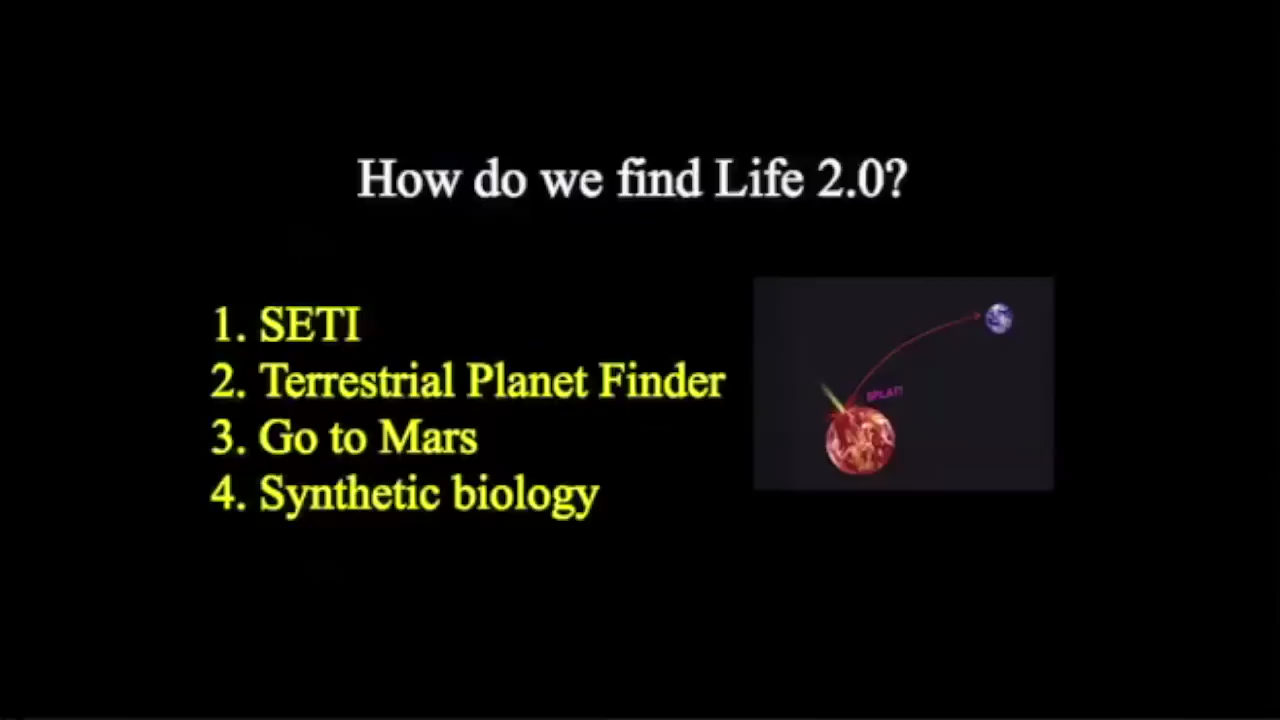 How do we find Life 2.0?
1. SETI
2. Terrestrial Planet Finder
3. Go to Mars
4. Synthetic biology
SPLAT!